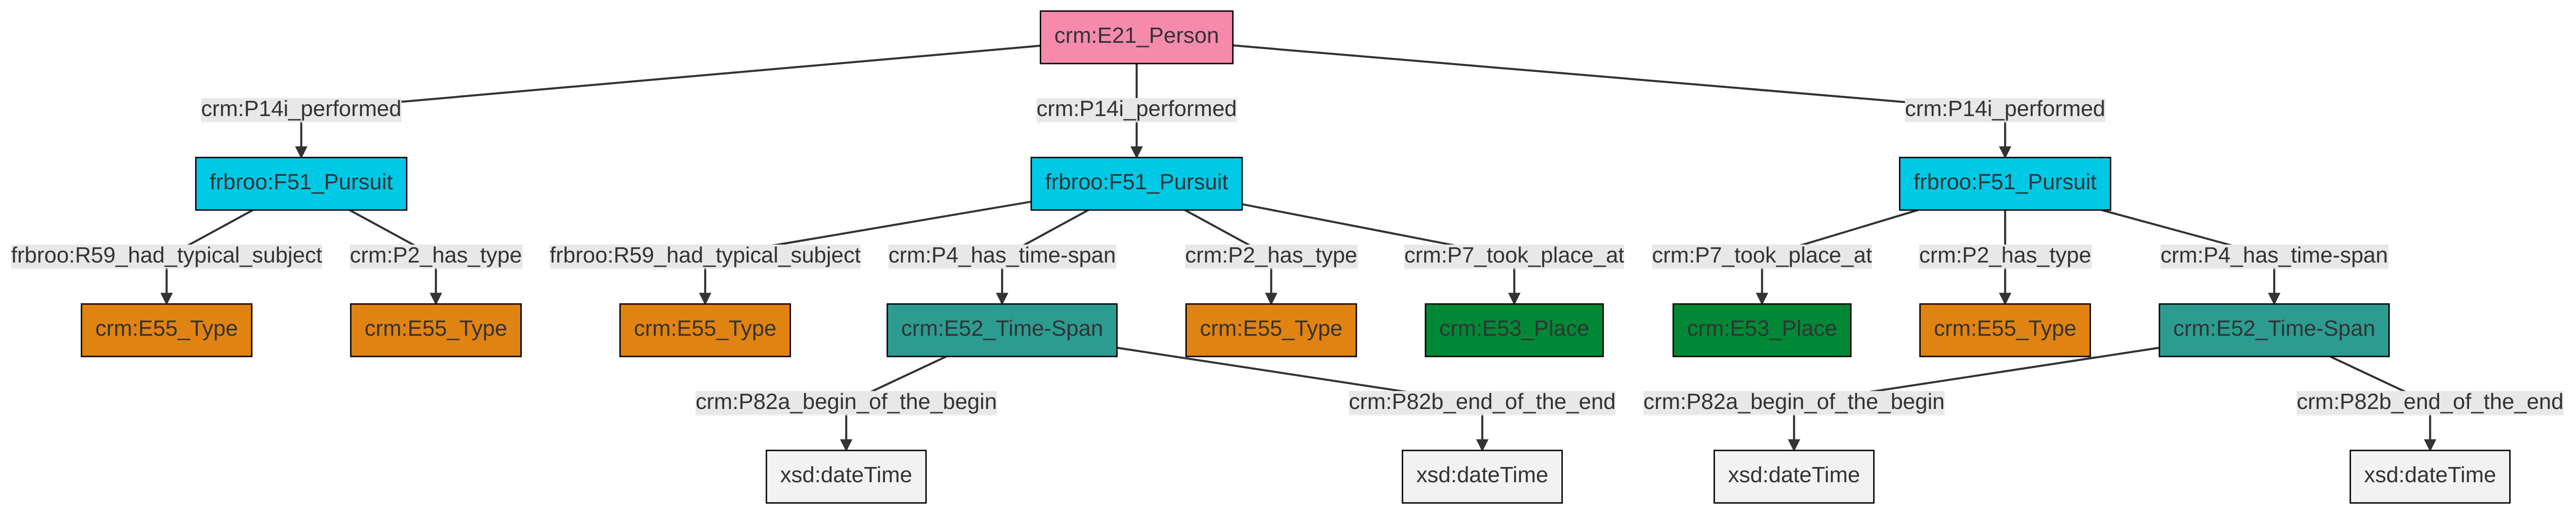 crm:E21_Person
crm:P14i_performed
crm:P14i_performed
crm:P14i_performed
frbroo:F51_Pursuit
frbroo:F51_Pursuit
frbroo:F51_Pursuit
frbroo:R59_had_typical_subject
crm:P2_has_type
frbroo:R59_had_typical_subject
crm:P4_has_time-span
crm:P2_has_type
crm:P7_took_place_at
crm:P7_took_place_at
crm:P2_has_type
crm:P4_has_time-span
crm:E55_Type
crm:E55_Type
crm:E55_Type
crm:E52_Time-Span
crm:E55_Type
crm:E53_Place
crm:E53_Place
crm:E55_Type
crm:E52_Time-Span
crm:P82a_begin_of_the_begin
crm:P82b_end_of_the_end
crm:P82a_begin_of_the_begin
crm:P82b_end_of_the_end
xsd:dateTime
xsd:dateTime
xsd:dateTime
xsd:dateTime